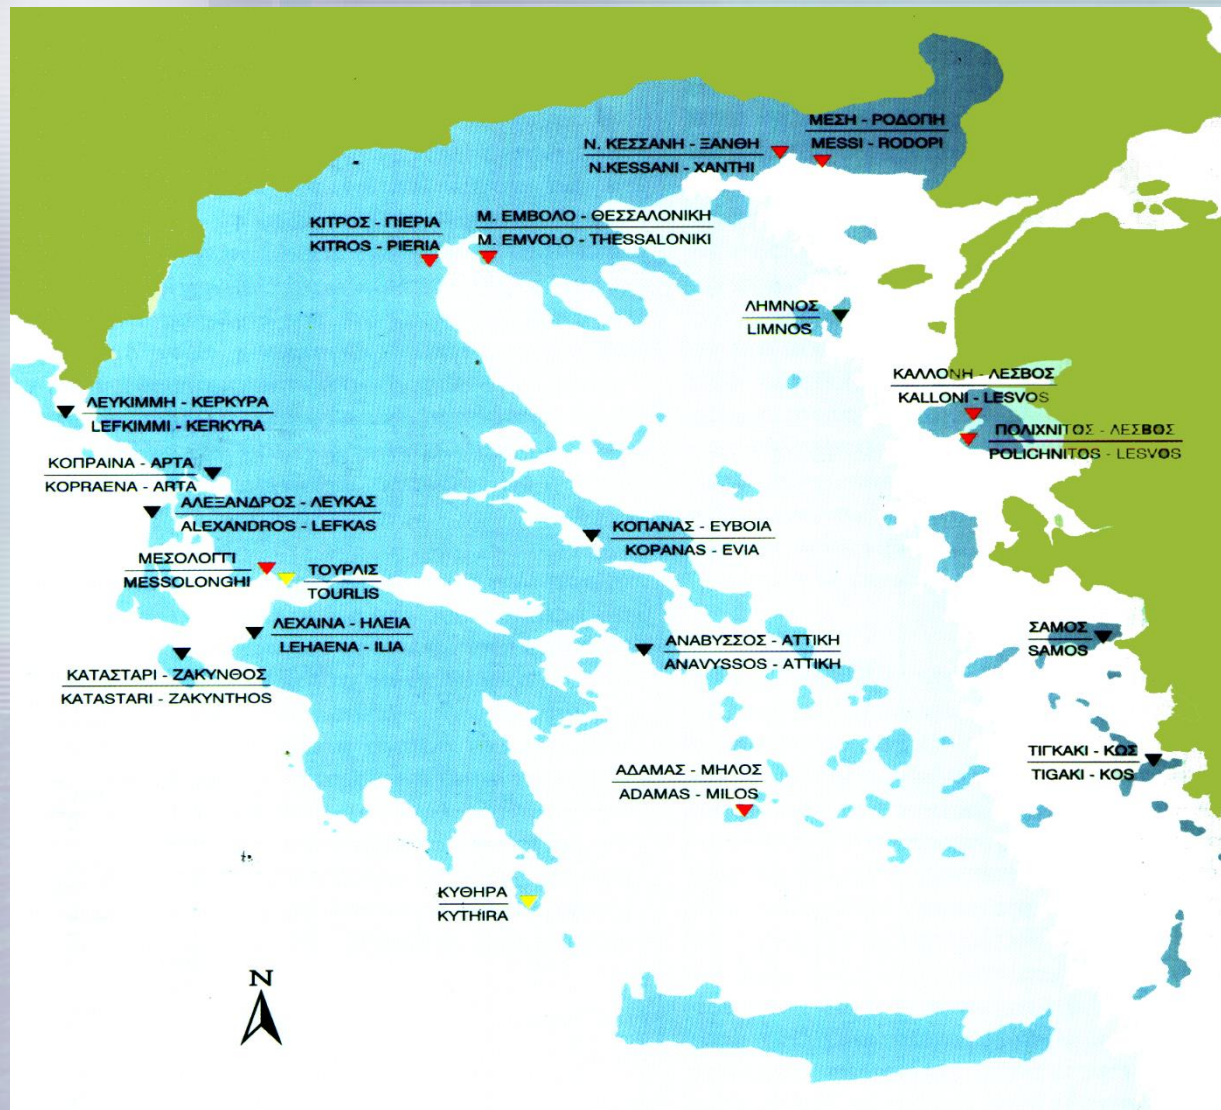 ΜΕΣΗ - ΡΟΔΟΠΗ
MESSI - RODOPI
Ν. ΚΕΣΣΑΝΗ - ΞΑΝΘΗ
N.KESSANI - XANTHI
ΚΙΤΡΟΣ - ΠΙΕΡΙΑ
KITROS - PIERIA
Μ. ΕΜΒΟΛΟ - ΘΕΣΣΑΛΟΝΙΚΗ
M. EMVOLO - THESSALONIKI
ΛΗΜΝΟΣ
LIMNOS
ΚΑΛΛΟΝΗ - ΛΕΣΒΟΣ
KALLONI - LESVOS
ΠΟΛΙΧΝΙΤΟΣ - ΛΕΣΒΟΣ
POLICHNITOS - LESVOS
ΛΕΥΚΙΜΜΗ - ΚΕΡΚΥΡΑ
LEFKIMMI - KERKYRA
ΚΟΠΡΑΙΝΑ - ΑΡΤΑ
KOPRAENA - ARTA
ΑΛΕΞΑΝΔΡΟΣ - ΛΕΥΚΑΣ
ALEXANDROS - LEFKAS
ΚΟΠΑΝΑΣ - ΕΥΒΟΙΑ
KOPANAS - EVIA
ΜΕΣΟΛΟΓΓΙ
MESSOLONGHI
ΤΟΥΡΛΙΣ
TOURLIS
ΛΕΧΑΙΝΑ - ΗΛΕΙΑ
LEHAENA - ILIA
ΑΝΑΒΥΣΣΟΣ - ΑΤΤΙΚΗ
ANAVYSSOS - ATTIKH
ΣΑΜΟΣ
SAMOS
ΚΑΤΑΣΤΑΡΙ - ΖΑΚΥΝΘΟΣ
KATASTARI - ZAKYNTHOS
ΤΙΓΚΑΚΙ - ΚΩΣ
TIGAKI - KOS
ΑΔΑΜΑΣ - ΜΗΛΟΣ
ADAMAS - MILOS
ΚΥΘΗΡΑ
KYTHIRA
N